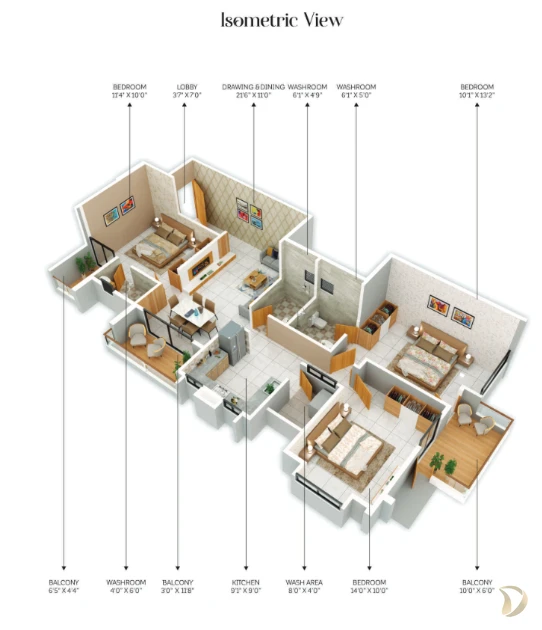 Isometric View
BEDROOM
11'4" X 10'0"
LOBBY
3'7" X 7'0"
DRAWING & DINING
21'6" X 11'0"
WASHROOM
6'1" X 4'9"
WASHROOM
6'1" X 5'0"
BEDROOM
10'1" X 13'2"
BALCONY
6'5" X 4'4"
WASHROOM
4'0" X 6'0"
BALCONY
3'0" X 11'8"
KITCHEN
9'1" X 9'0"
WASH AREA
8'0" X 4'0"
BEDROOM
14'0" X 10'0"
BALCONY
10'0" X 6'0"